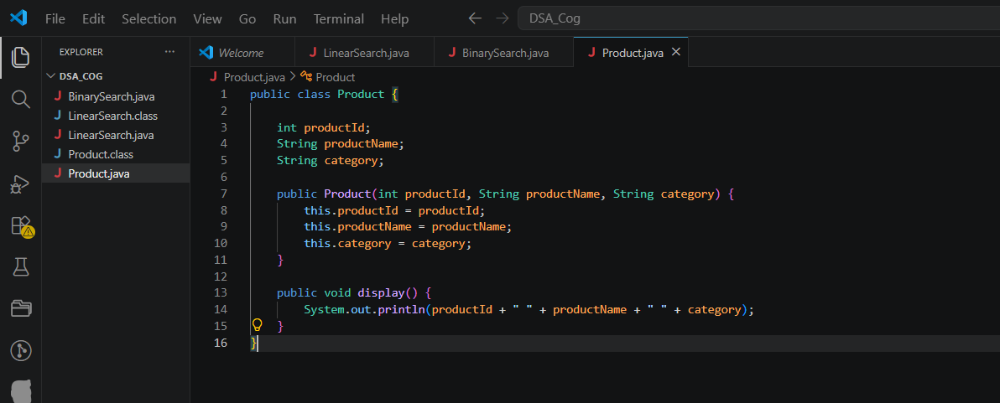 File Edit Selection View Go Run Terminal Help DSA_Cog
EXPLORER ...
Welcome LinearSearch.java BinarySearch.java Product.java
DSA_COG
BinarySearch.java
LinearSearch.class
LinearSearch.java
Product.class
Product.java
Product.java > Product
1 public class Product {
2
3 int productId;
4 String productName;
5 String category;
6
7 public Product(int productId, String productName, String category) {
8 this.productId = productId;
9 this.productName = productName;
10 this.category = category;
11 }
12
13 public void display() {
14 System.out.println(productId + " " + productName + " " + category);
15 }
16 }